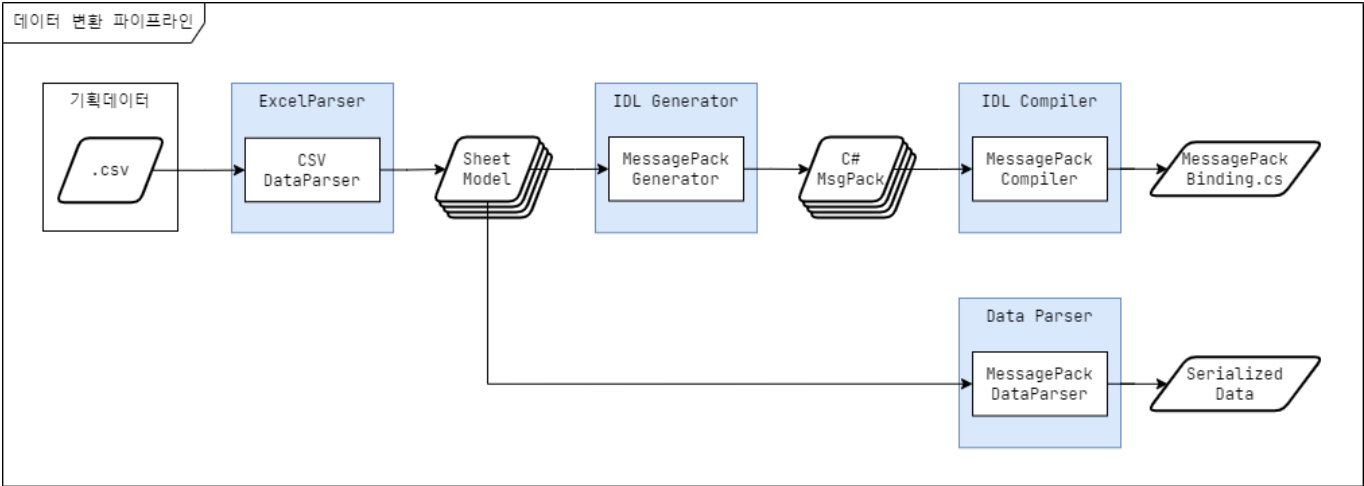 데이터 변환 파이프라인
기획데이터
.csv
ExcelParser
CSV
DataParser
Sheet
Model
IDL Generator
MessagePack
Generator
C#
MsgPack
IDL Compiler
MessagePack
Compiler
MessagePack
Binding.cs
Data Parser
MessagePack
DataParser
Serialized
Data